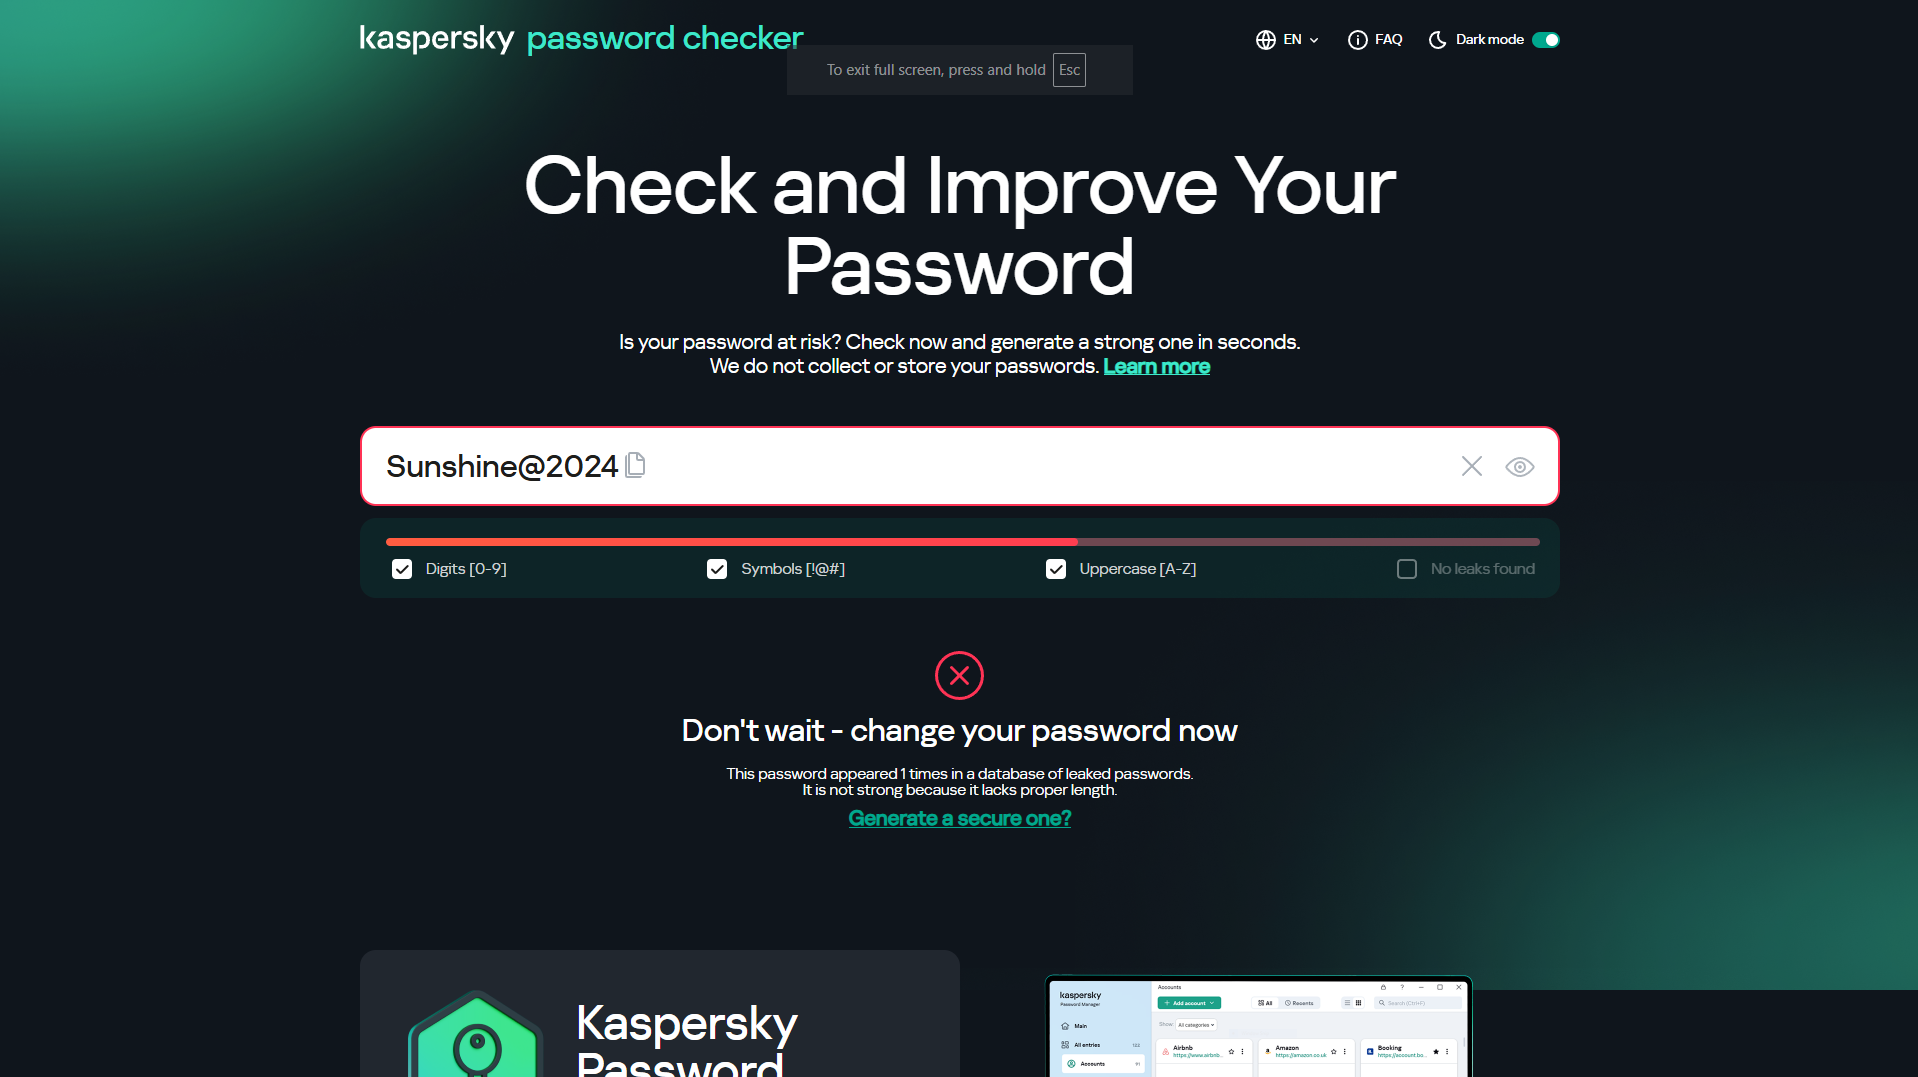 kaspersky password checker
EN
FAQ
Dark mode
To exit full screen, press and hold Esc
Check and Improve Your
Password
Is your password at risk? Check now and generate a strong one in seconds.
We do not collect or store your passwords. Learn more
Sunshine@2024
Digits [0-9]
Symbols [!@#]
Uppercase [A-Z]
No leaks found
Don't wait - change your password now
This password appeared 1 times in a database of leaked passwords.
It is not strong because it lacks proper length.
Generate a secure one?
Kaspersky
Password
kaspersky
Password Manager
Main
All entries 122
Accounts 91
Accounts
+ Add account
All
Recents
Search (Ctrl+F)
Show: All categories
Airbnb
https://www.airbnb...
Amazon
https://amazon.co.uk
Booking
https://account.bo...